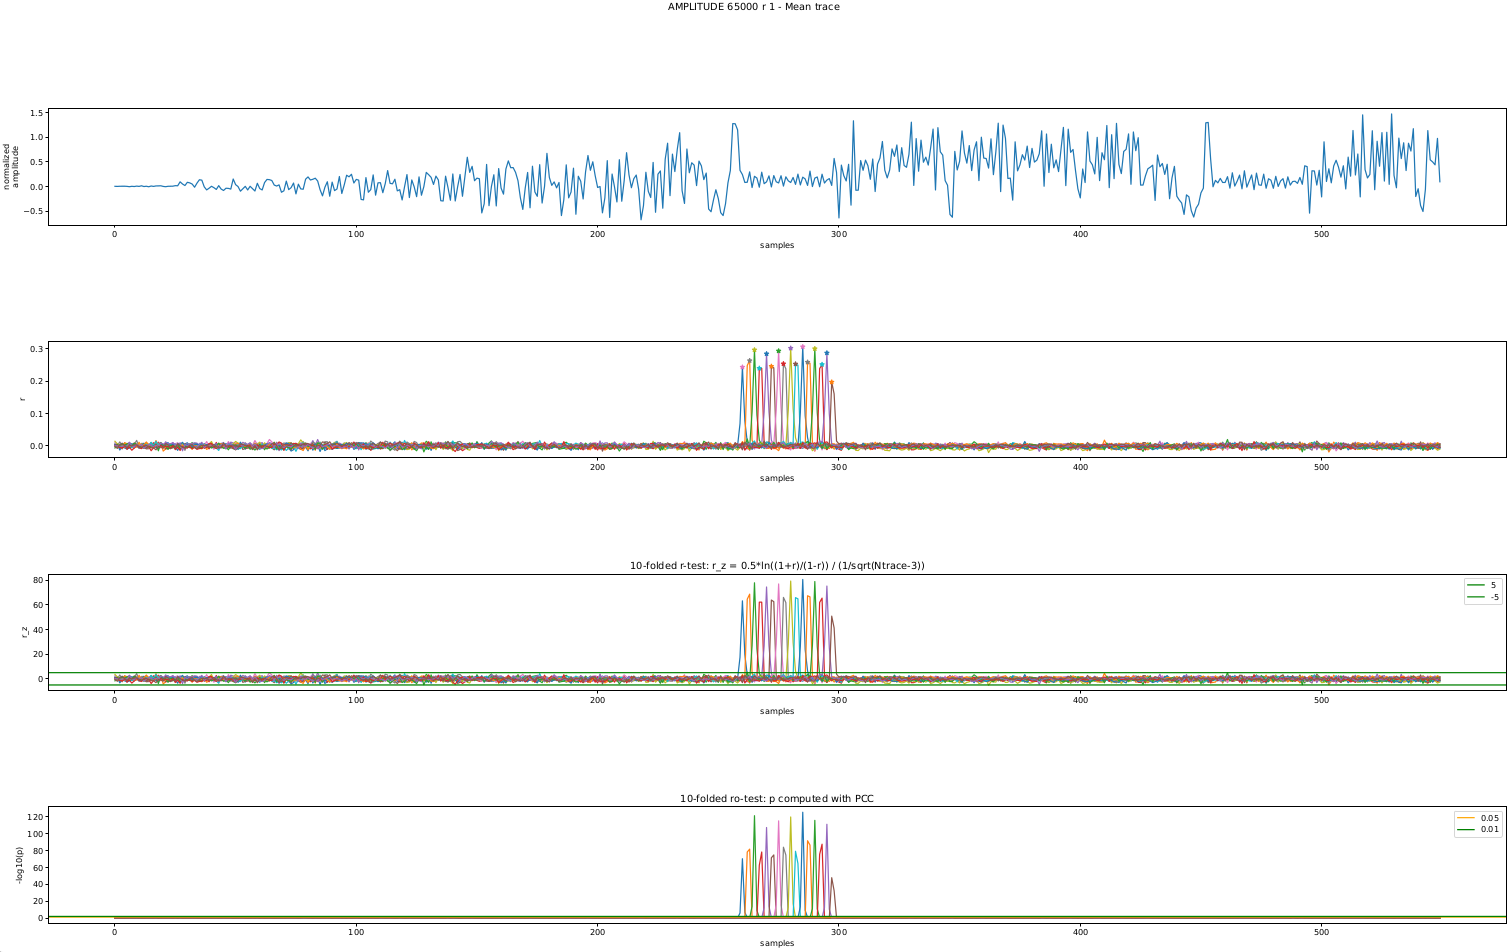 AMPLITUDE 65000 r 1 - Mean trace
1.5
1.0
0.5
0.0
−0.5
normalized
amplitude
0 100 200 300 400 500
samples
0.3
0.2
0.1
0.0
r
0 100 200 300 400 500
samples
10-folded r-test: r_z = 0.5*ln((1+r)/(1-r)) / (1/sqrt(Ntrace-3))
80
60
40
20
0
r_z
5
-5
0 100 200 300 400 500
samples
10-folded ro-test: p computed with PCC
120
100
80
60
40
20
0
-log10(p)
0.05
0.01
0 100 200 300 400 500
samples